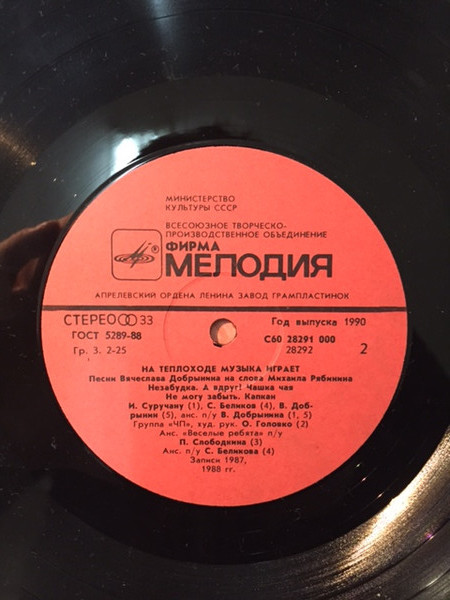 МИНИСТЕРСТВО
КУЛЬТУРЫ СССР
ВСЕСОЮЗНОЕ ТВОРЧЕСКО-
ПРОИЗВОДСТВЕННОЕ ОБЪЕДИНЕНИЕ
ФИРМА
МЕЛОДИЯ
АПРЕЛЕВСКИЙ ОРДЕНА ЛЕНИНА ЗАВОД ГРАМПЛАСТИНОК
СТЕРЕО 33 Год выпуска 1990
ГОСТ 5289-88 С60 28291 000
Гр. 3. 2-25 28292 2
НА ТЕПЛОХОДЕ МУЗЫКА ИГРАЕТ
Песни Вячеслава Добрынина на слова Михаила Рябинина
Незабудка. А вдруг! Чашка чая
Не могу забыть. Капкан
И. Суручану (1), С. Беликов (4), В. Доб-
рынин (5), анс. п/у В. Добрынина (1, 5)
Группа «ЧП», худ. рук. О. Головко (2)
Анс. «Веселые ребята» п/у
П. Слободкина (3)
Анс. п/у С. Беликова (4)
Записи 1987,
1988 гг.